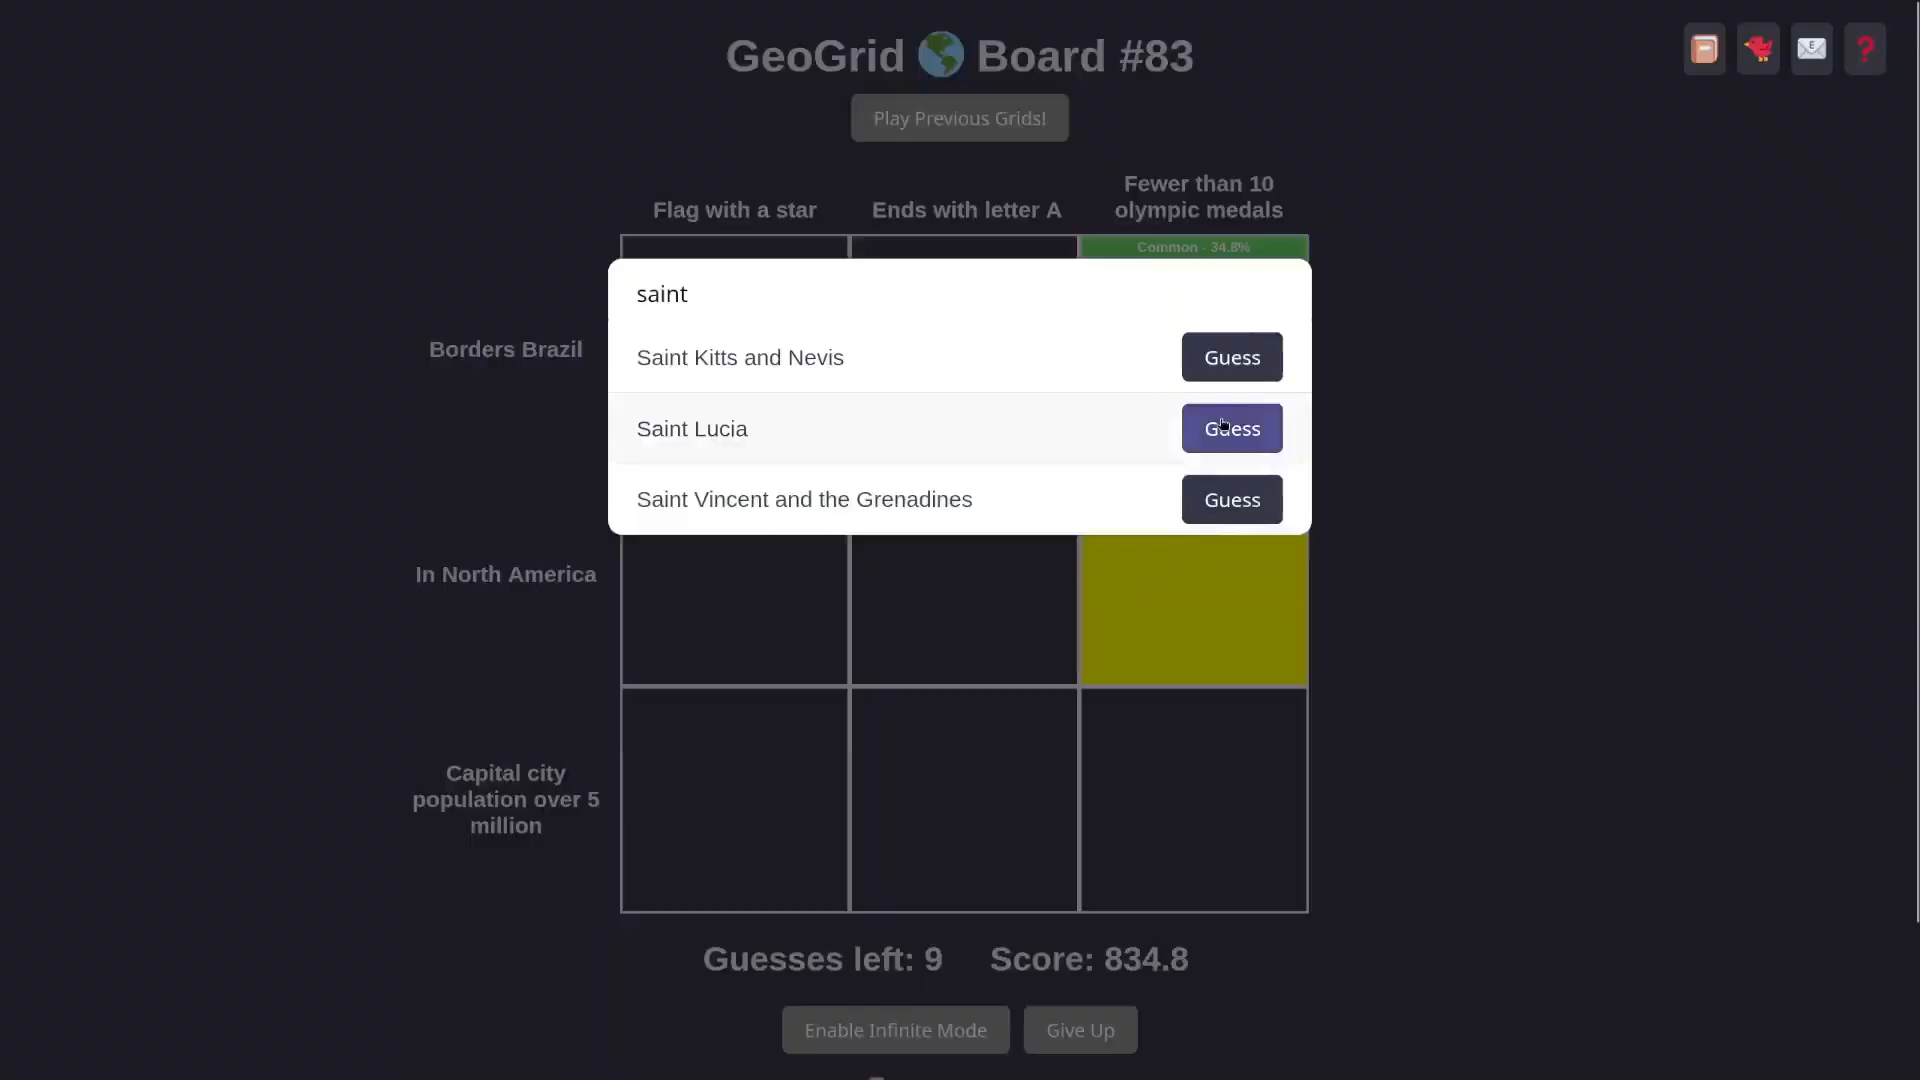 GeoGrid 🌎 Board #83
Play Previous Grids!
Flag with a star
Ends with letter A
Fewer than 10
olympic medals
Common - 34.8%
saint
Saint Kitts and Nevis
Guess
Saint Lucia
Guess
Saint Vincent and the Grenadines
Guess
Borders Brazil
In North America
Capital city
population over 5
million
Guesses left: 9
Score: 834.8
Enable Infinite Mode
Give Up